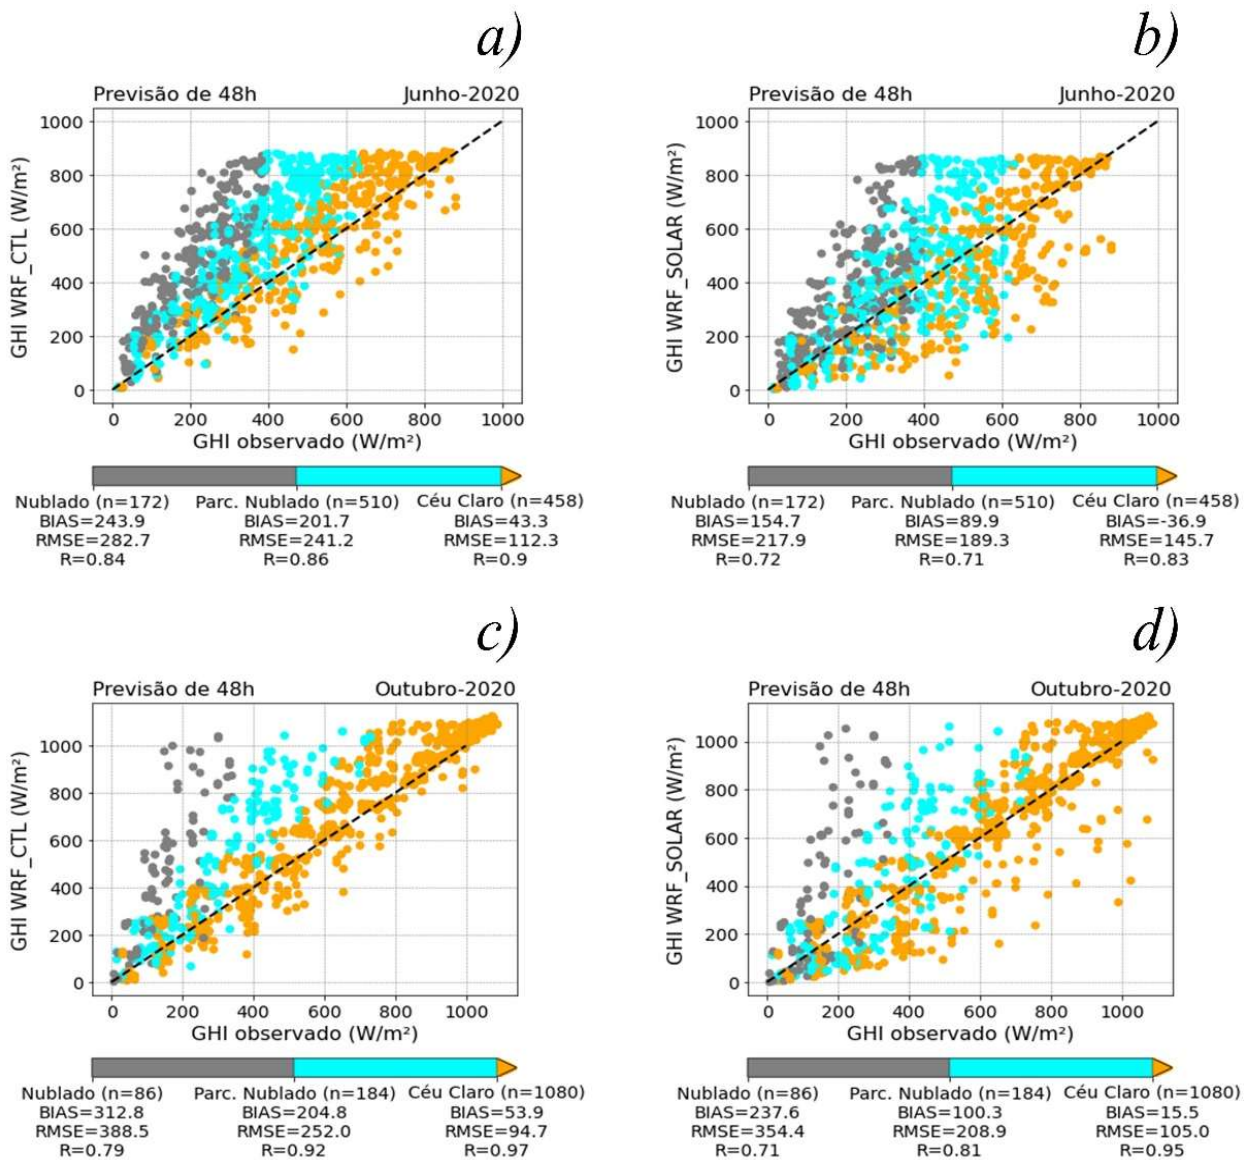 a)
Previsão de 48h Junho-2020
GHI WRF_CTL (W/m²)
1000
800
600
400
200
0
0 200 400 600 800 1000
GHI observado (W/m²)
Nublado (n=172) Parc. Nublado (n=510) Céu Claro (n=458)
BIAS=243.9 BIAS=201.7 BIAS=43.3
RMSE=282.7 RMSE=241.2 RMSE=112.3
R=0.84 R=0.86 R=0.9
b)
Previsão de 48h Junho-2020
GHI WRF_SOLAR (W/m²)
1000
800
600
400
200
0
0 200 400 600 800 1000
GHI observado (W/m²)
Nublado (n=172) Parc. Nublado (n=510) Céu Claro (n=458)
BIAS=154.7 BIAS=89.9 BIAS=-36.9
RMSE=217.9 RMSE=189.3 RMSE=145.7
R=0.72 R=0.71 R=0.83
c)
Previsão de 48h Outubro-2020
GHI WRF_CTL (W/m²)
1000
800
600
400
200
0
0 200 400 600 800 1000
GHI observado (W/m²)
Nublado (n=86) Parc. Nublado (n=184) Céu Claro (n=1080)
BIAS=312.8 BIAS=204.8 BIAS=53.9
RMSE=388.5 RMSE=252.0 RMSE=94.7
R=0.79 R=0.92 R=0.97
d)
Previsão de 48h Outubro-2020
GHI WRF_SOLAR (W/m²)
1000
800
600
400
200
0
0 200 400 600 800 1000
GHI observado (W/m²)
Nublado (n=86) Parc. Nublado (n=184) Céu Claro (n=1080)
BIAS=237.6 BIAS=100.3 BIAS=15.5
RMSE=354.4 RMSE=208.9 RMSE=105.0
R=0.71 R=0.81 R=0.95